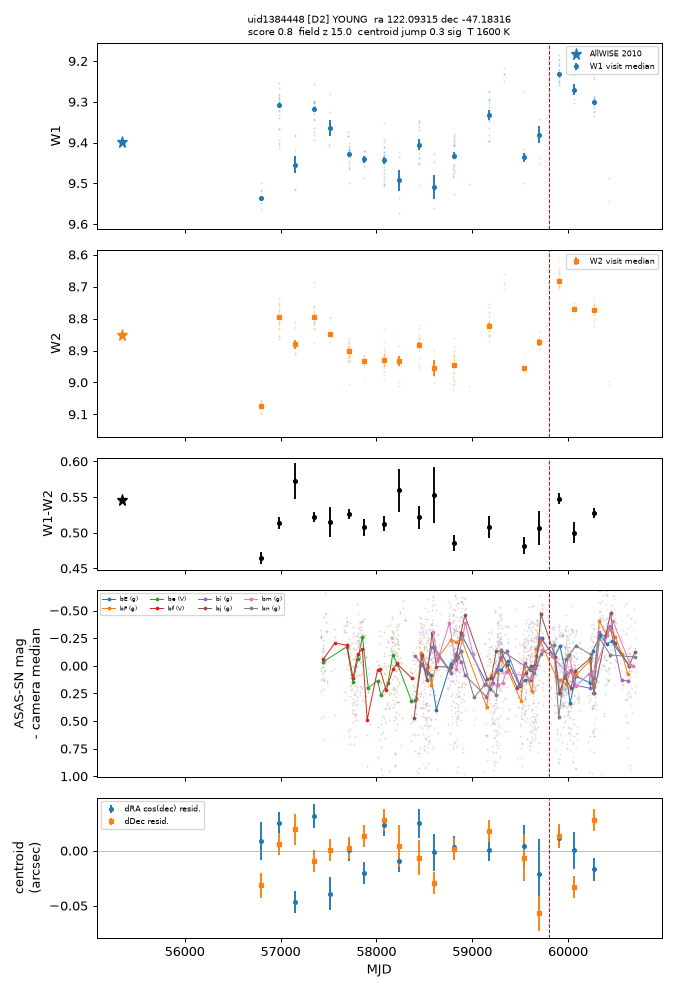 uid1384448 [D2] YOUNG  ra 122.09315 dec -47.18316
score 0.8  field z 15.0  centroid jump 0.3 sig  T 1600 K
9.2
9.3
9.4
9.5
9.6
W1
AllWISE 2010
W1 visit median
8.6
8.7
8.8
8.9
9.0
9.1
W2
W2 visit median
0.60
0.55
0.50
0.45
W1-W2
−0.50
−0.25
0.00
0.25
0.50
0.75
1.00
ASAS-SN mag
- camera median
bE (g)
bF (g)
be (V)
bf (V)
bi (g)
bj (g)
bm (g)
bn (g)
0.00
−0.05
centroid
(arcsec)
dRA cos(dec) resid.
dDec resid.
56000
57000
58000
59000
60000
MJD